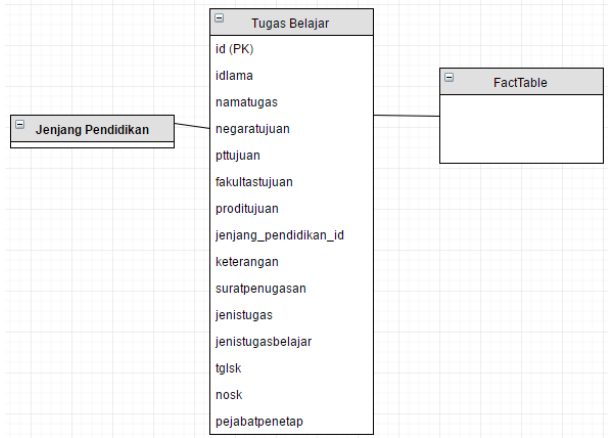 Tugas Belajar
id (PK)
idlama
namatugas
negaratujuan
pttujuan
fakultastujuan
proditujuan
jenjang_pendidikan_id
keterangan
suratpenugasan
jenistugas
jenistugasbelajar
tglsk
nosk
pejabatpenetap
Jenjang Pendidikan
FactTable